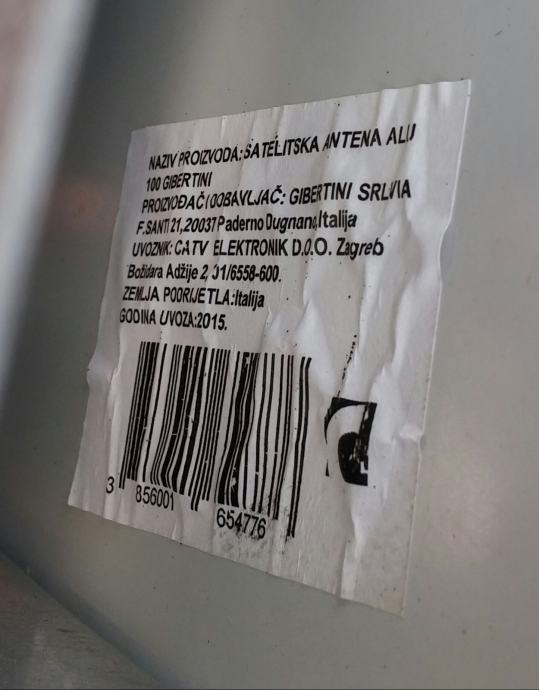 NAZIV PROIZVODA: SATELITSKA ANTENA ALU
100 GIBERTINI
PROIZVOĐAČ/DOBAVLJAČ: GIBERTINI SRL/VIA
F.SANTI 21,20037 Paderno Dugnano,Italija
UVOZNIK: CATV ELEKTRONIK D.O.O. Zagreb
Božidara Adžije 2, 01/6558-600.
ZEMLJA PODRIJETLA:Italija
GODINA UVOZA:2015.
3 856001 654776